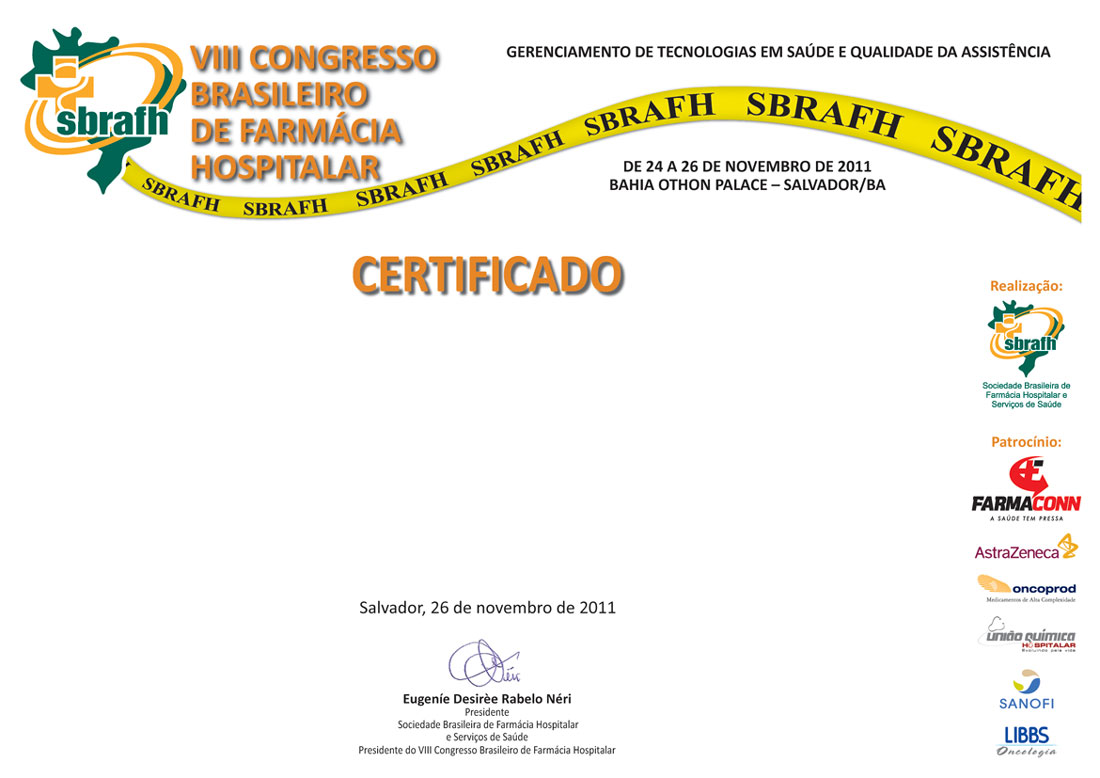 sbrafh
VIII CONGRESSO
BRASILEIRO
DE FARMÁCIA
HOSPITALAR
GERENCIAMENTO DE TECNOLOGIAS EM SAÚDE E QUALIDADE DA ASSISTÊNCIA
SBRAFH SBRAFH SBRAFH SBRAFH SBRAFH SBRAFH SBRAFH
DE 24 A 26 DE NOVEMBRO DE 2011
BAHIA OTHON PALACE – SALVADOR/BA
CERTIFICADO
Realização:
sbrafh
Sociedade Brasileira de
Farmácia Hospitalar e
Serviços de Saúde
Patrocínio:
FARMACONN
A SAÚDE TEM PRESSA
AstraZeneca
oncoprod
Medicamentos de Alta Complexidade
união química
HOSPITALAR
Evoluímos pela vida
SANOFI
LIBBS
Oncologia
Salvador, 26 de novembro de 2011
Eugeníe Desirèe Rabelo Néri
Presidente
Sociedade Brasileira de Farmácia Hospitalar
e Serviços de Saúde
Presidente do VIII Congresso Brasileiro de Farmácia Hospitalar